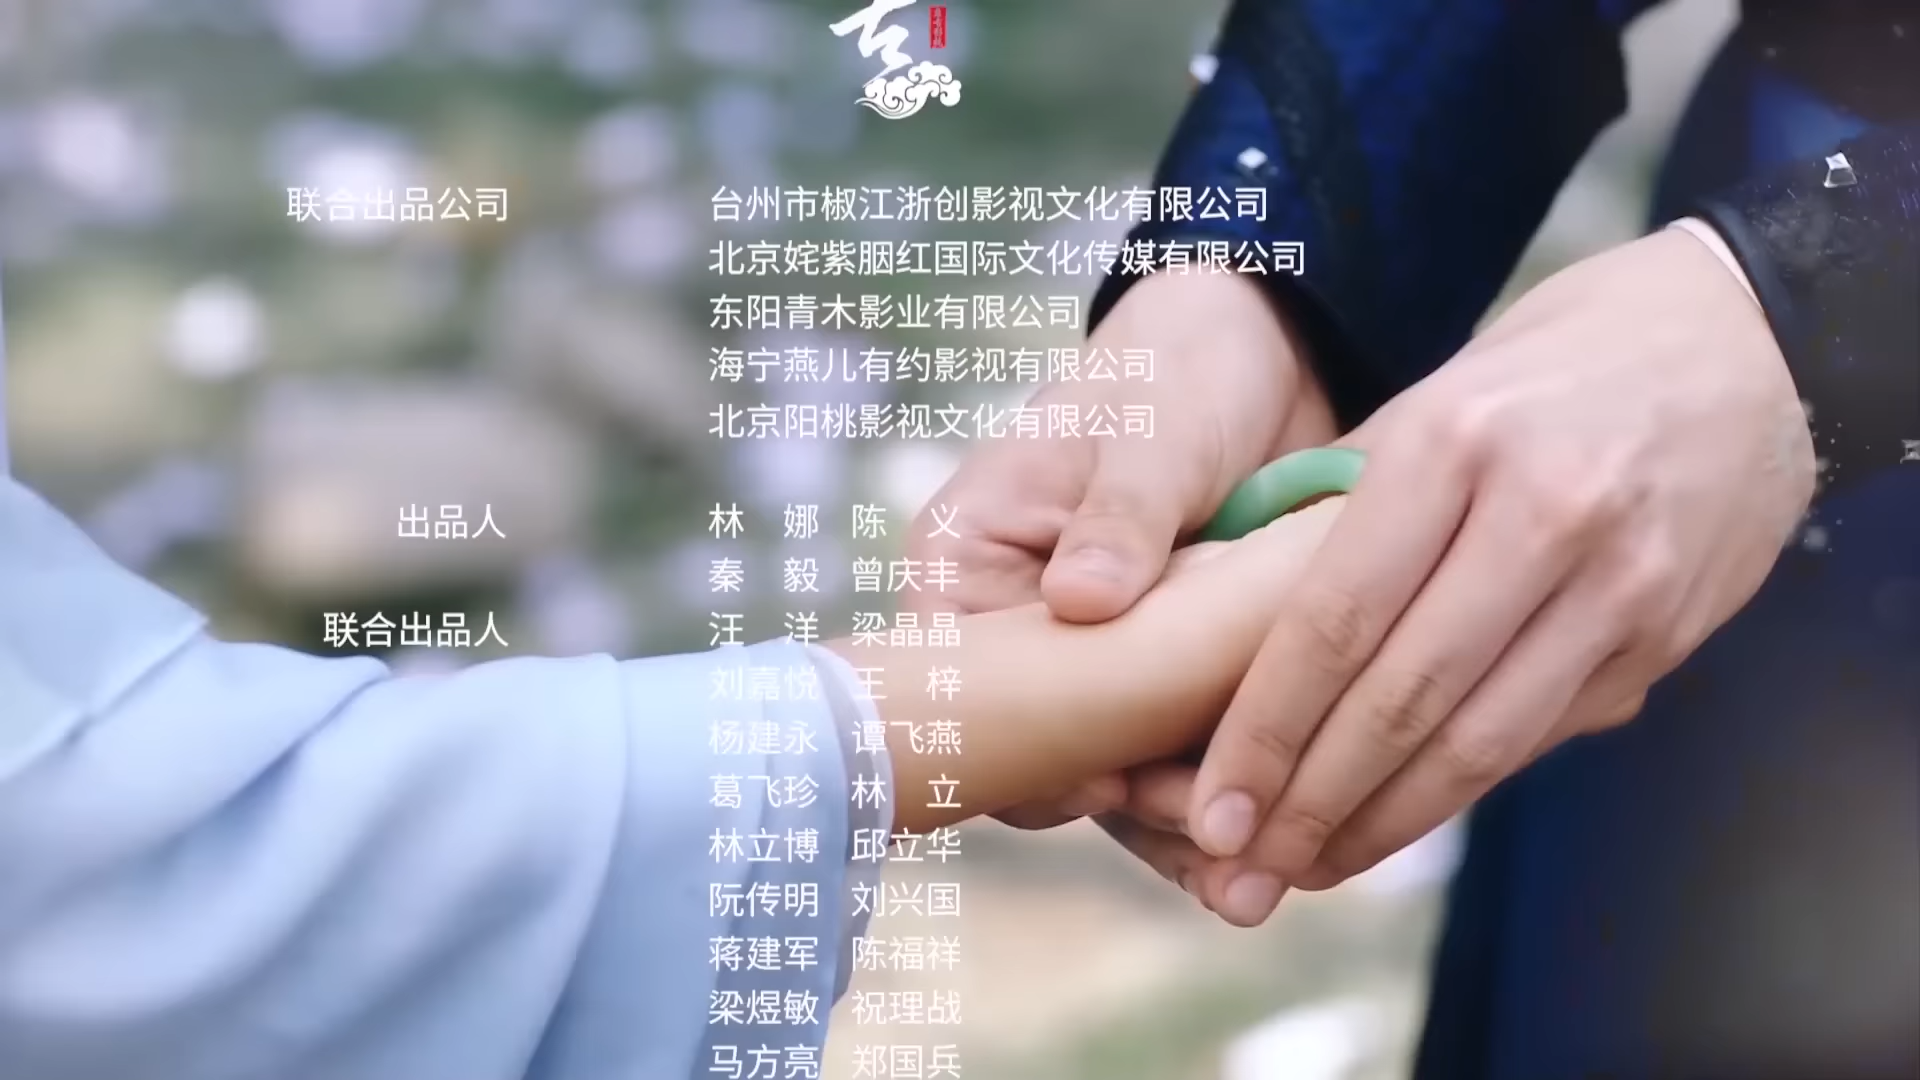 古
联合出品公司 台州市椒江浙创影视文化有限公司
北京姹紫胭红国际文化传媒有限公司
东阳青木影业有限公司
海宁燕儿有约影视有限公司
北京阳桃影视文化有限公司
出品人 林 娜 陈 义
秦 毅 曾庆丰
联合出品人 汪 洋 梁晶晶
刘嘉悦 王 梓
杨建永 谭飞燕
葛飞珍 林 立
林立博 邱立华
阮传明 刘兴国
蒋建军 陈福祥
梁煜敏 祝理战
马方亮 郑国兵